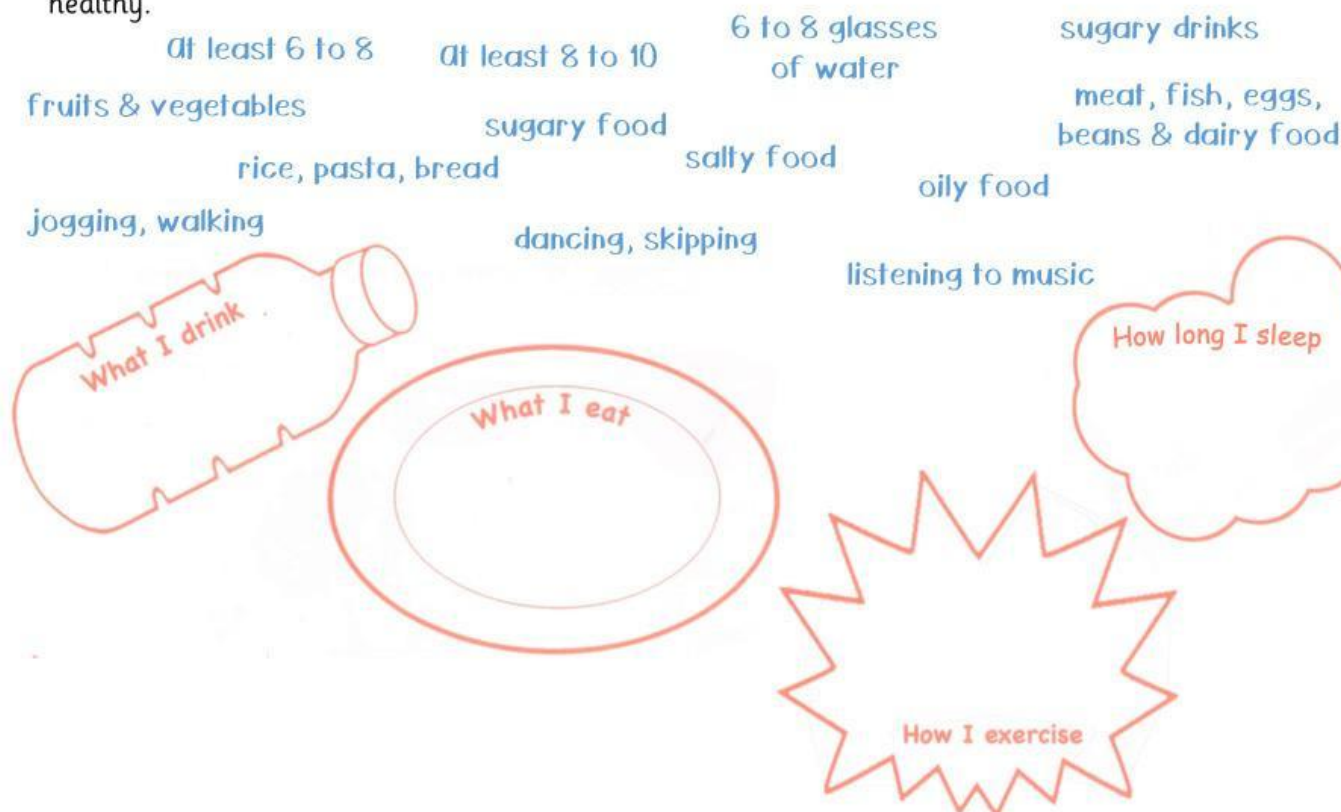 healthy.
at least 6 to 8
at least 8 to 10
6 to 8 glasses
of water
sugary drinks
fruits & vegetables
sugary food
meat, fish, eggs,
beans & dairy food
rice, pasta, bread
salty food
oily food
jogging, walking
dancing, skipping
listening to music
What I drink
What I eat
How long I sleep
How I exercise